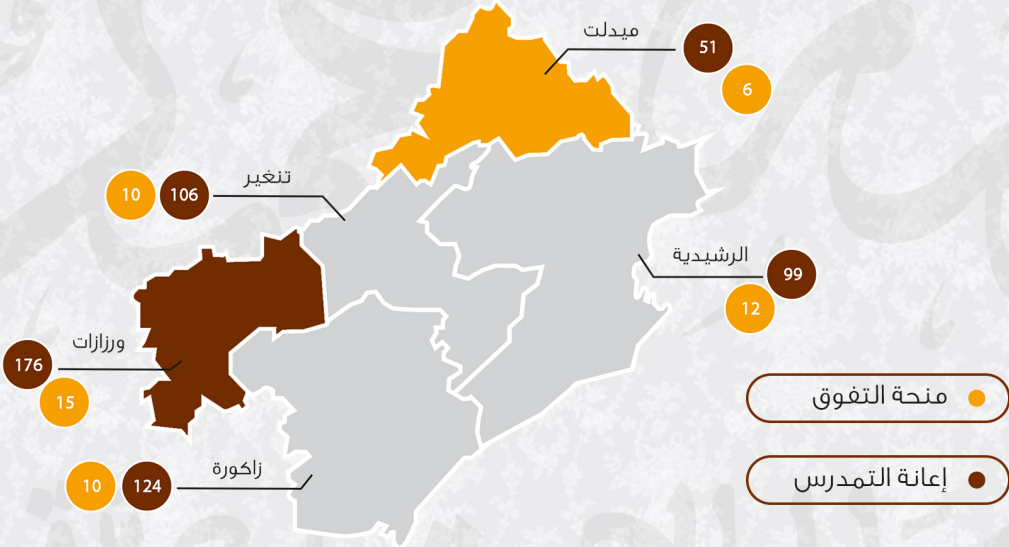 ميدلت
51
6
تنغير
106
10
الرشيدية
99
12
ورزازات
176
15
زاكورة
124
10
منحة التفوق
إعانة التمدرس